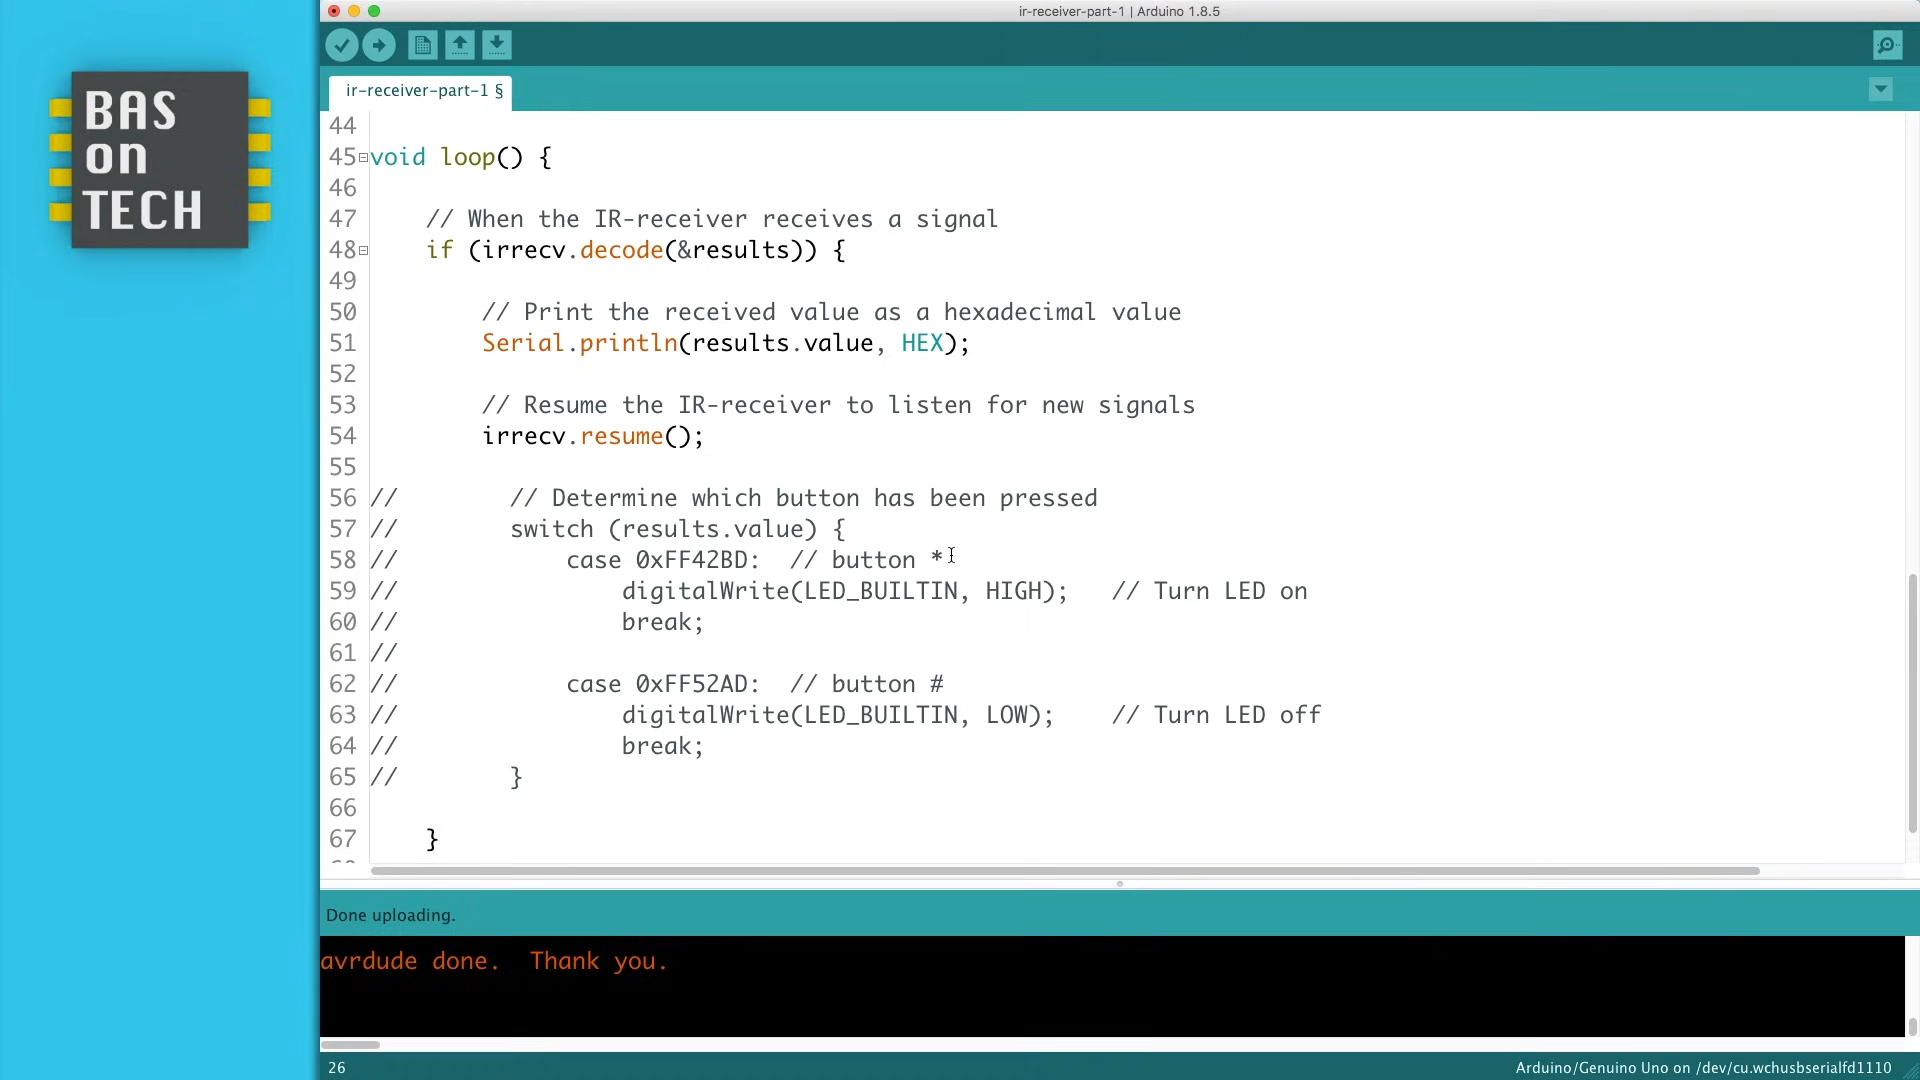 ir-receiver-part-1 | Arduino 1.8.5
BAS
on
TECH
ir-receiver-part-1 §
44
45 void loop() {
46
47     // When the IR-receiver receives a signal
48     if (irrecv.decode(&results)) {
49
50         // Print the received value as a hexadecimal value
51         Serial.println(results.value, HEX);
52
53         // Resume the IR-receiver to listen for new signals
54         irrecv.resume();
55
56 //        // Determine which button has been pressed
57 //        switch (results.value) {
58 //            case 0xFF42BD:  // button *
59 //                digitalWrite(LED_BUILTIN, HIGH);   // Turn LED on
60 //                break;
61 //
62 //            case 0xFF52AD:  // button #
63 //                digitalWrite(LED_BUILTIN, LOW);    // Turn LED off
64 //                break;
65 //        }
66
67     }
Done uploading.
avrdude done.  Thank you.
26
Arduino/Genuino Uno on /dev/cu.wchusbserialfd1110